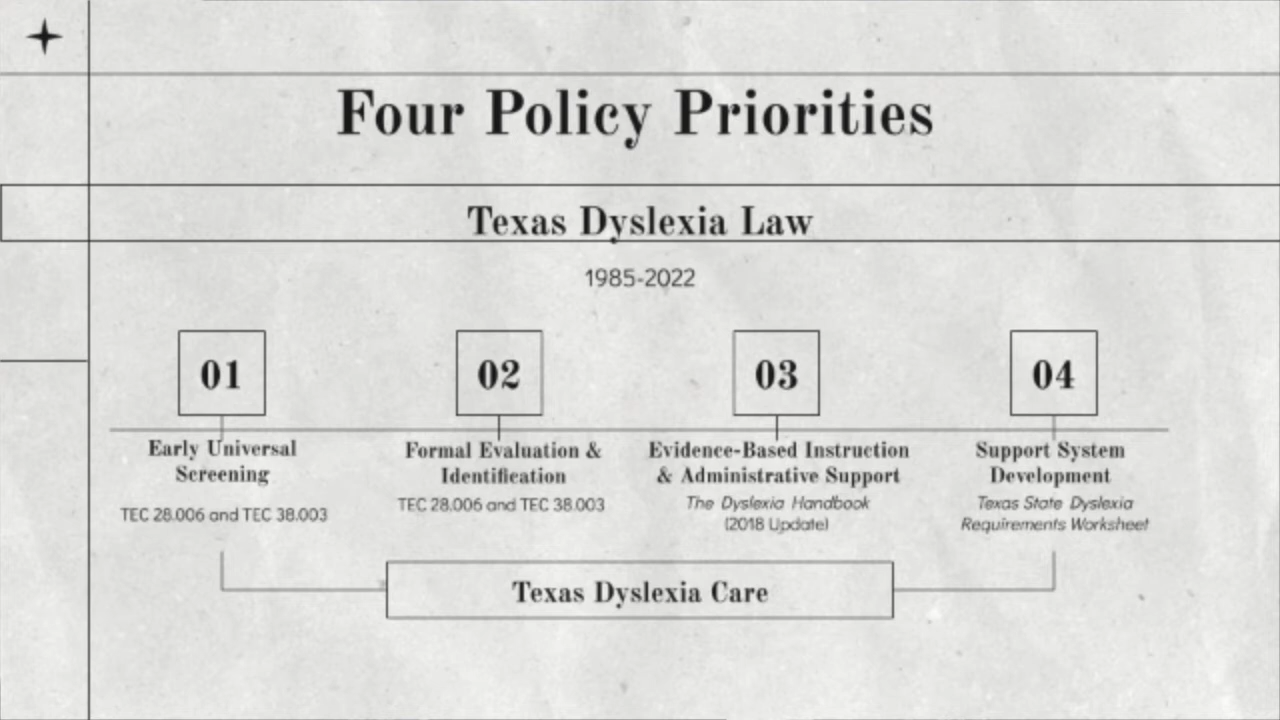 Four Policy Priorities
Texas Dyslexia Law
1985-2022
01
Early Universal
Screening
TEC 28.006 and TEC 38.003
02
Formal Evaluation &
Identification
TEC 28.006 and TEC 38.003
03
Evidence-Based Instruction
& Administrative Support
The Dyslexia Handbook
(2018 Update)
04
Support System
Development
Texas State Dyslexia
Requirements Worksheet
Texas Dyslexia Care